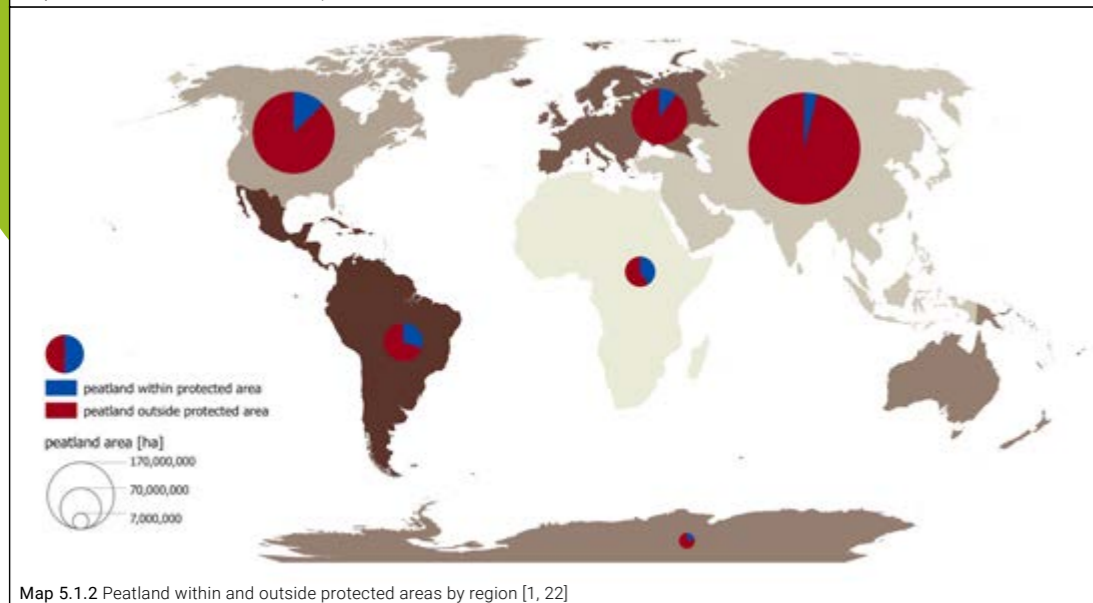 peatland within protected area
peatland outside protected area
peatland area [ha]
170,000,000
70,000,000
7,000,000
Map 5.1.2 Peatland within and outside protected areas by region [1, 22]